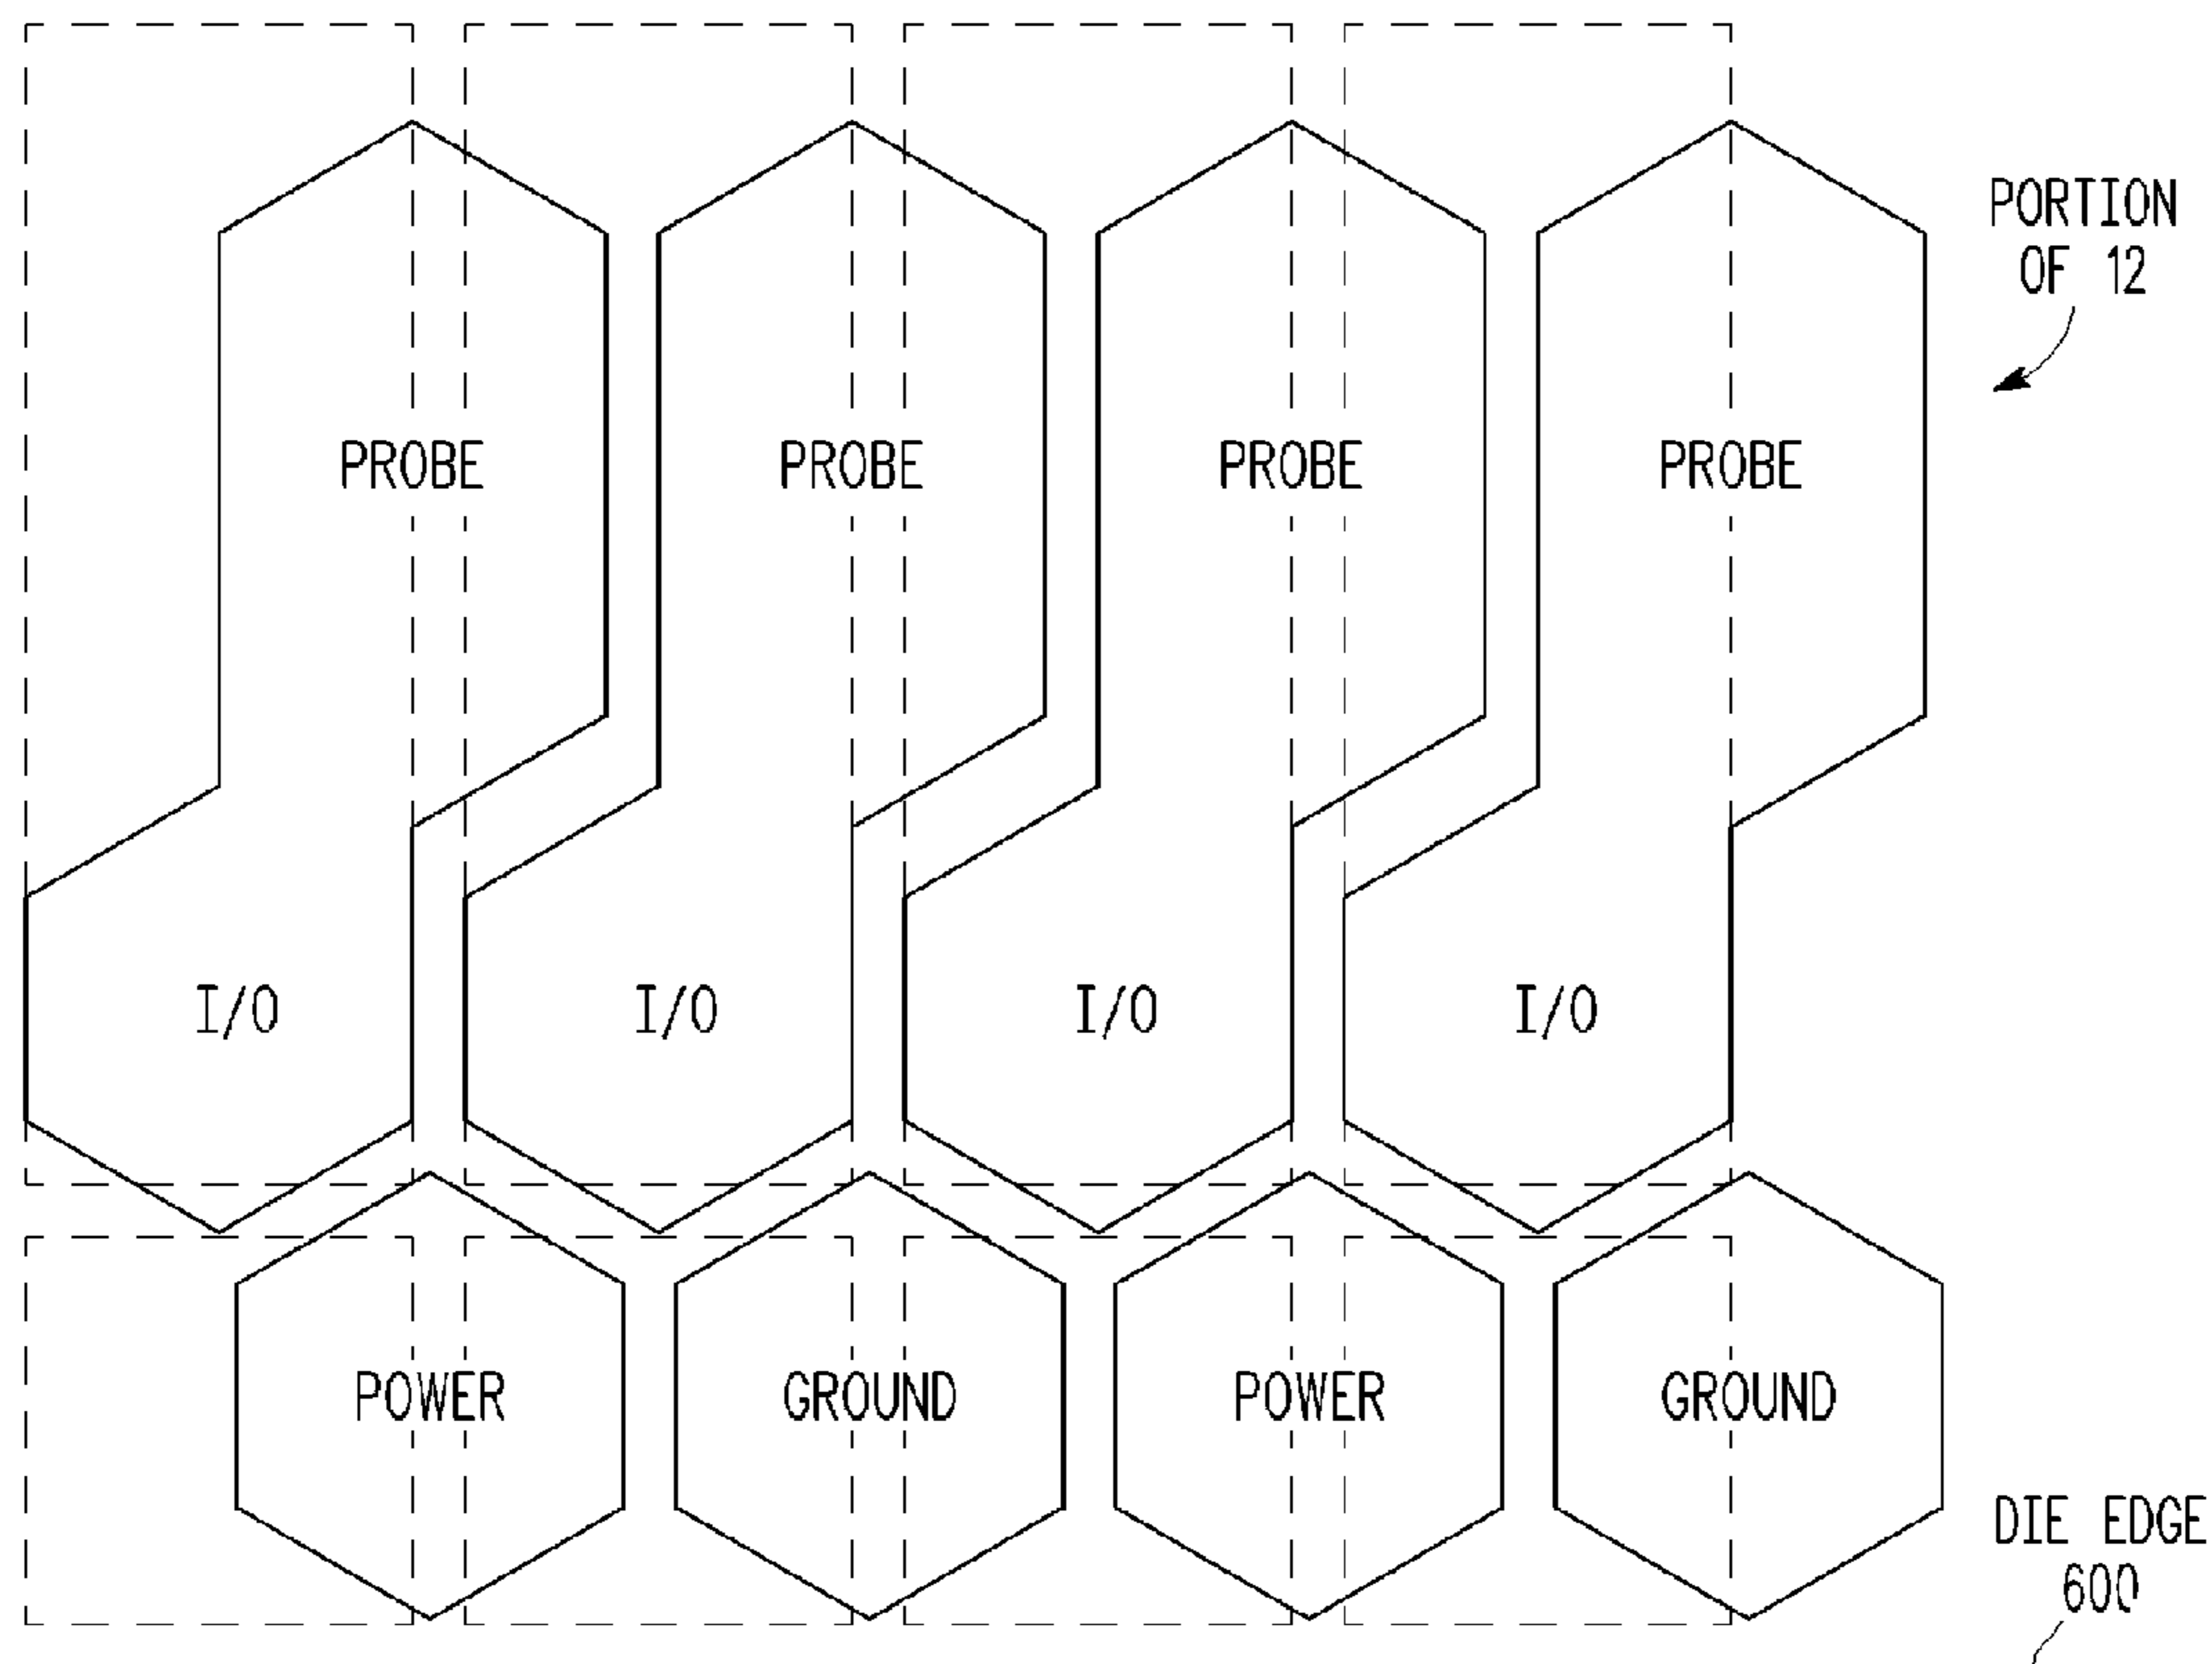 PORTION
OF 12
PROBE PROBE PROBE PROBE
I/O I/O I/O I/O
POWER GROUND POWER GROUND
DIE EDGE
600